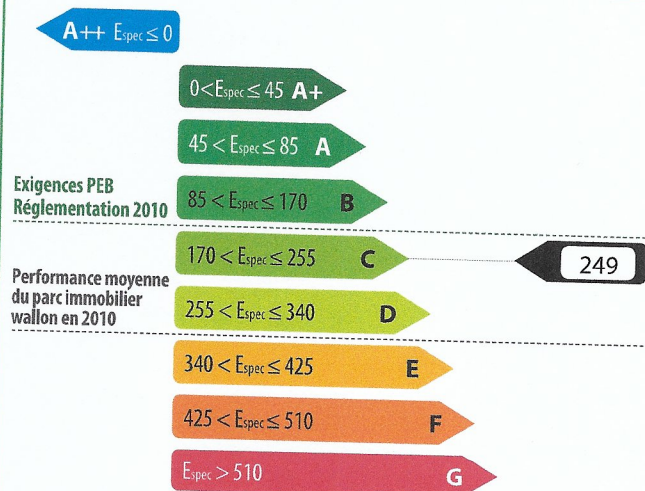 A++ Espec ≤ 0
0 < Espec ≤ 45 A+
45 < Espec ≤ 85 A
Exigences PEB
Réglementation 2010
85 < Espec ≤ 170 B
170 < Espec ≤ 255 C
249
Performance moyenne
du parc immobilier
wallon en 2010
255 < Espec ≤ 340 D
340 < Espec ≤ 425 E
425 < Espec ≤ 510 F
Espec > 510 G